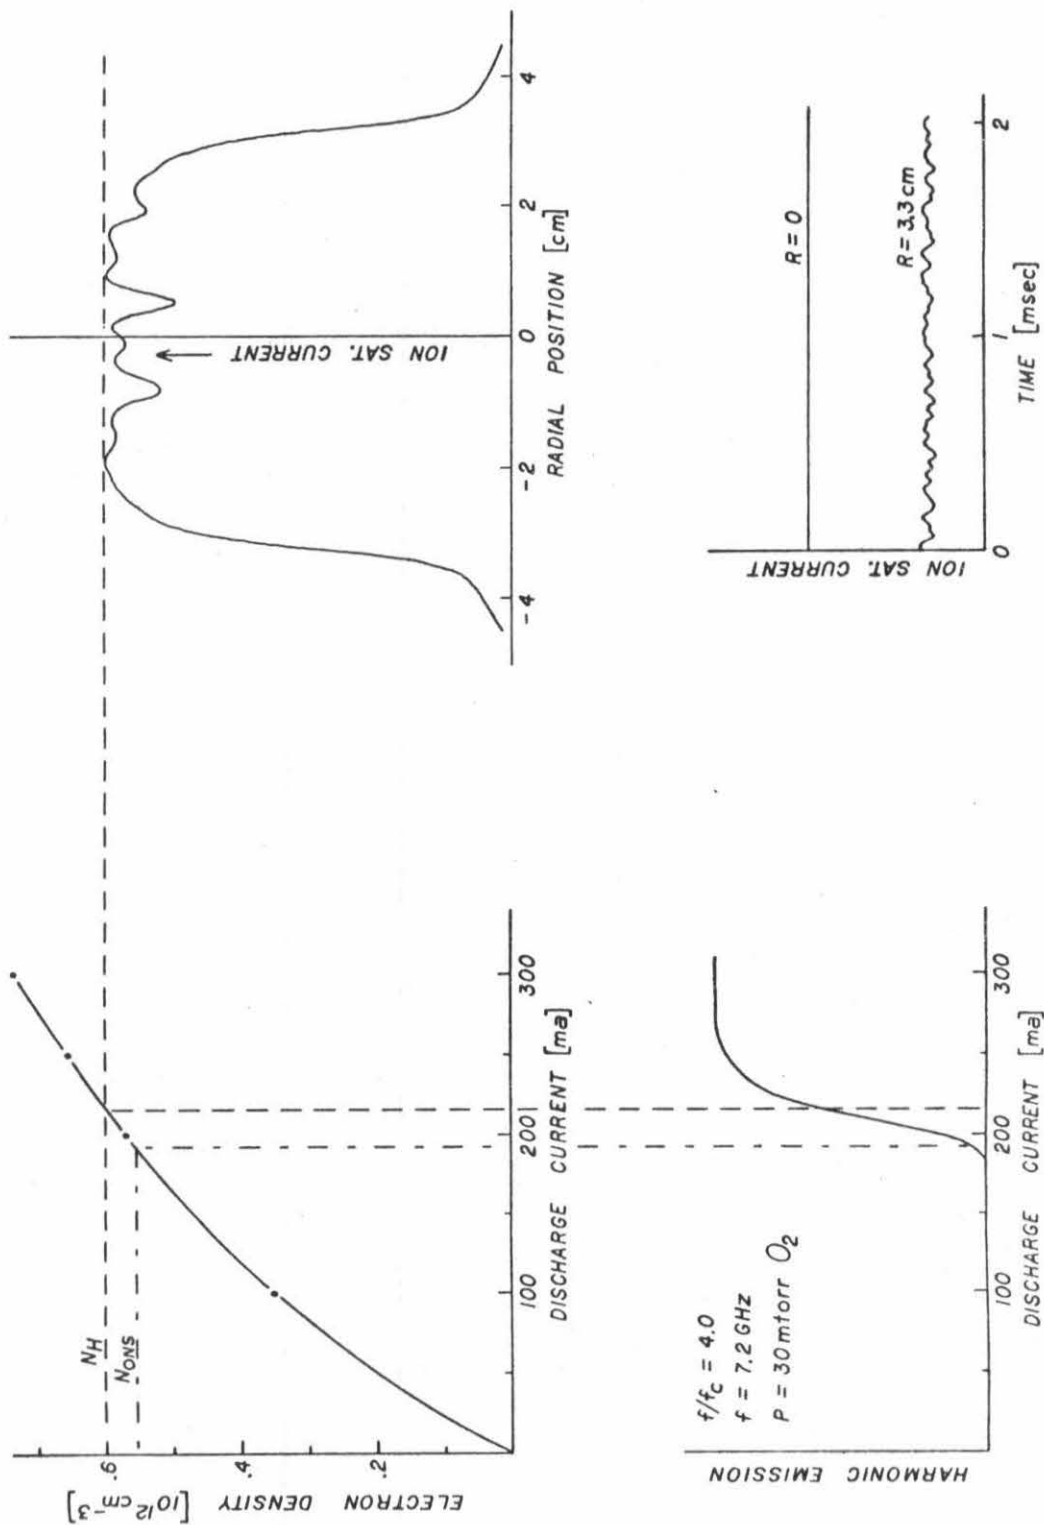 [10¹² cm⁻³]
ELECTRON DENSITY
.6
.4
.2
N_H
N_ONS
100
200
300
DISCHARGE CURRENT [ma]
ION SAT. CURRENT
-4
-2
0
2
4
RADIAL POSITION [cm]
HARMONIC EMISSION
f/f_c = 4.0
f = 7.2 GHz
P = 30 mtorr O₂
100
200
300
DISCHARGE CURRENT [ma]
ION SAT. CURRENT
R = 0
R = 3.3 cm
0
1
2
TIME [msec]